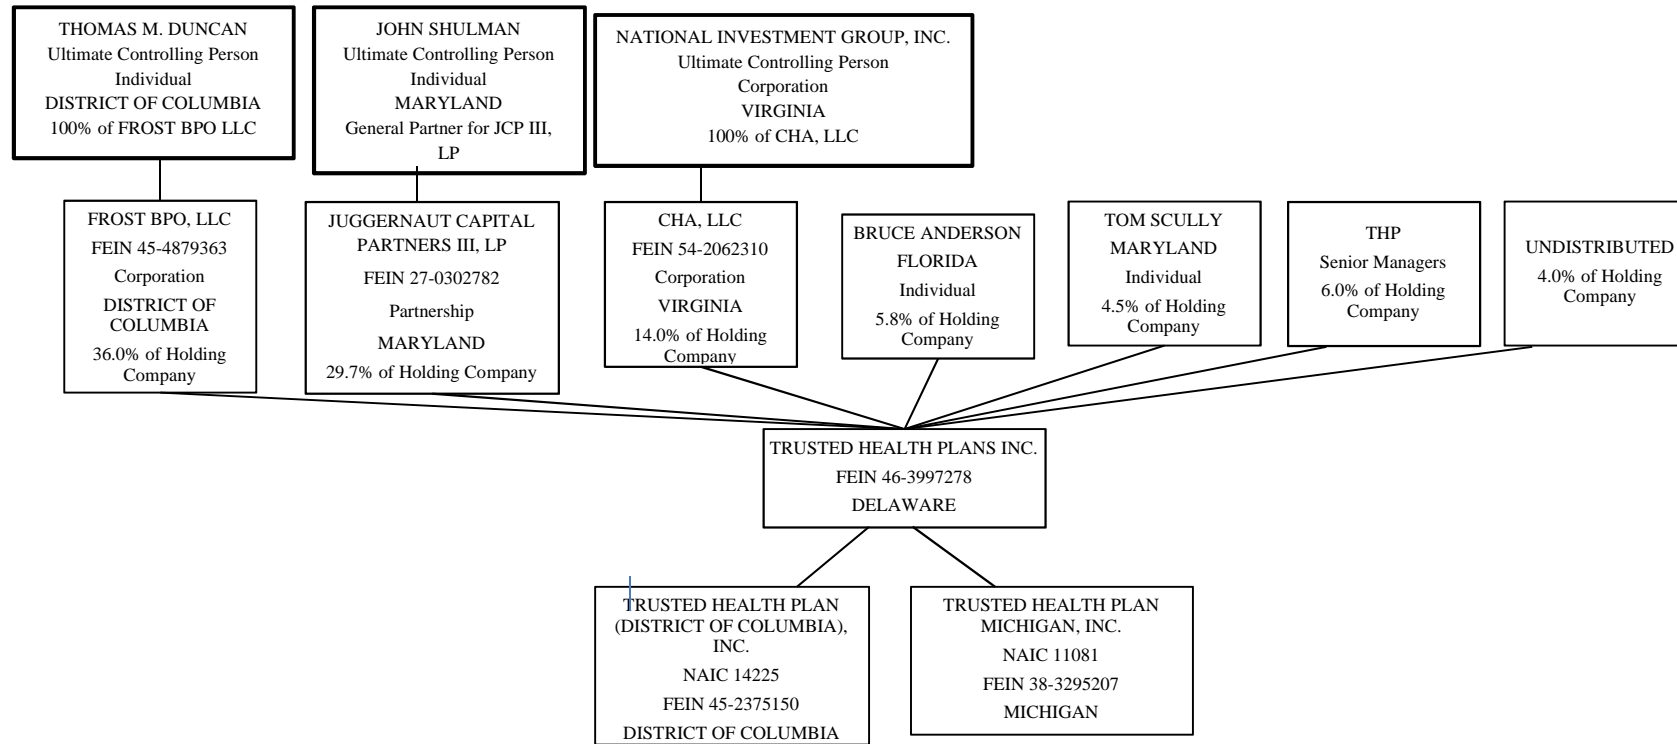 THOMAS M. DUNCAN
Ultimate Controlling Person
Individual
DISTRICT OF COLUMBIA
100% of FROST BPO LLC
JOHN SHULMAN
Ultimate Controlling Person
Individual
MARYLAND
General Partner for JCP III,
LP
NATIONAL INVESTMENT GROUP, INC.
Ultimate Controlling Person
Corporation
VIRGINIA
100% of CHA, LLC
FROST BPO, LLC
FEIN 45-4879363
Corporation
DISTRICT OF
COLUMBIA
36.0% of Holding
Company
JUGGERNAUT CAPITAL
PARTNERS III, LP
FEIN 27-0302782
Partnership
MARYLAND
29.7% of Holding Company
CHA, LLC
FEIN 54-2062310
Corporation
VIRGINIA
14.0% of Holding
Company
BRUCE ANDERSON
FLORIDA
Individual
5.8% of Holding
Company
TOM SCULLY
MARYLAND
Individual
4.5% of Holding
Company
THP
Senior Managers
6.0% of Holding
Company
UNDISTRIBUTED
4.0% of Holding
Company
TRUSTED HEALTH PLANS INC.
FEIN 46-3997278
DELAWARE
TRUSTED HEALTH PLAN
(DISTRICT OF COLUMBIA),
INC.
NAIC 14225
FEIN 45-2375150
DISTRICT OF COLUMBIA
TRUSTED HEALTH PLAN
MICHIGAN, INC.
NAIC 11081
FEIN 38-3295207
MICHIGAN